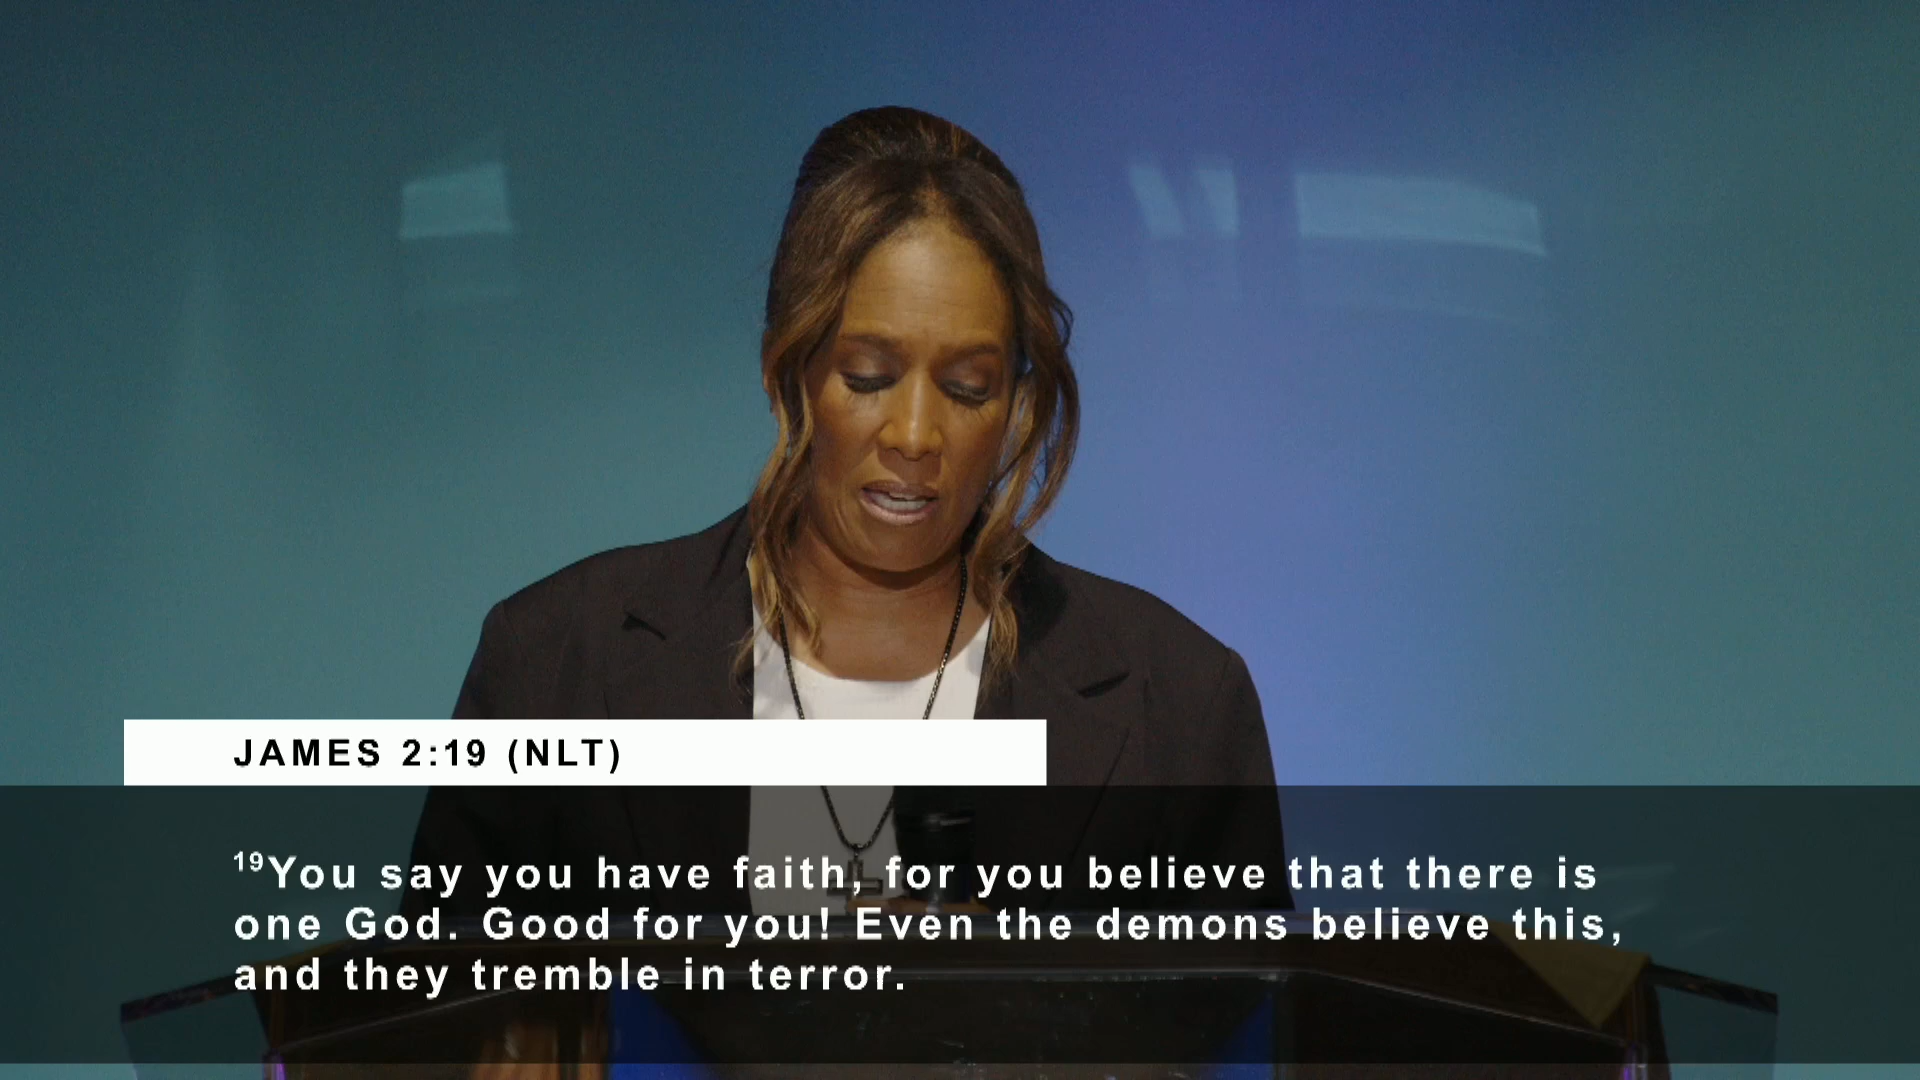 JAMES 2:19 (NLT)
19You say you have faith, for you believe that there is
one God. Good for you! Even the demons believe this,
and they tremble in terror.